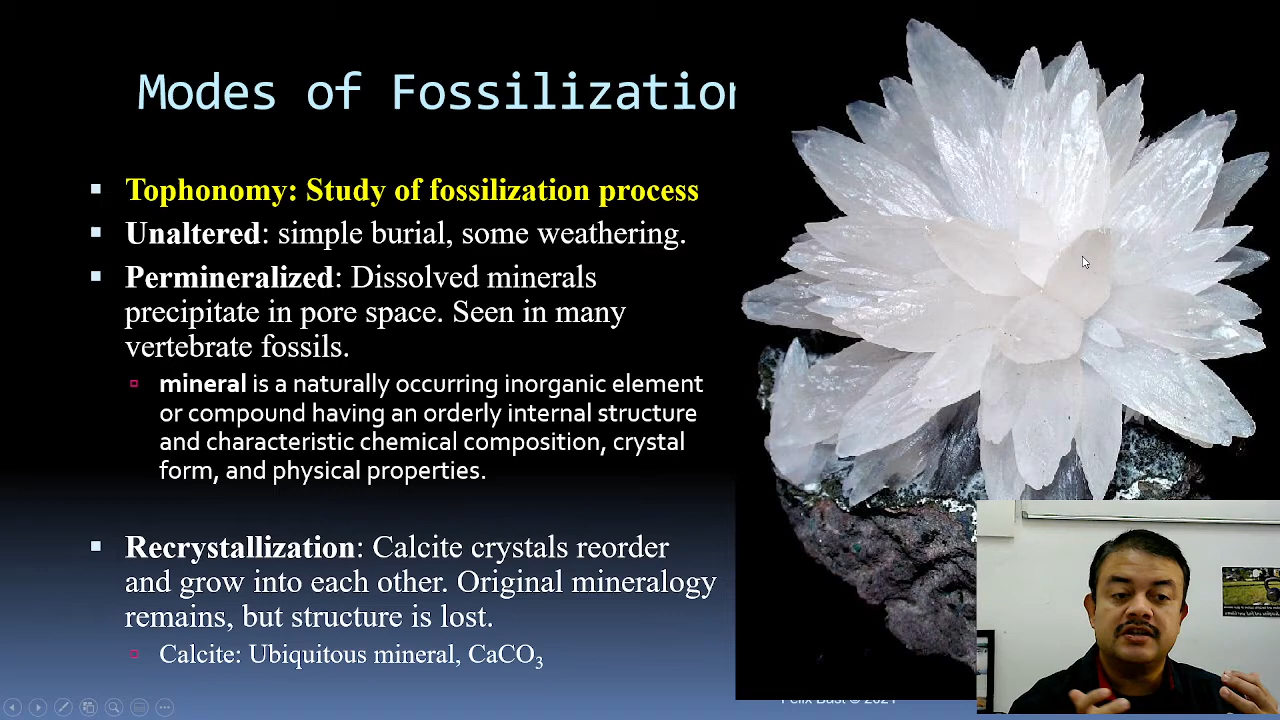 Modes of Fossilization
Tophonomy: Study of fossilization process
Unaltered: simple burial, some weathering.
Permineralized: Dissolved minerals
precipitate in pore space. Seen in many
vertebrate fossils.
mineral is a naturally occurring inorganic element
or compound having an orderly internal structure
and characteristic chemical composition, crystal
form, and physical properties.
Recrystallization: Calcite crystals reorder
and grow into each other. Original mineralogy
remains, but structure is lost.
Calcite: Ubiquitous mineral, CaCO₃
Felix Bast © 2021